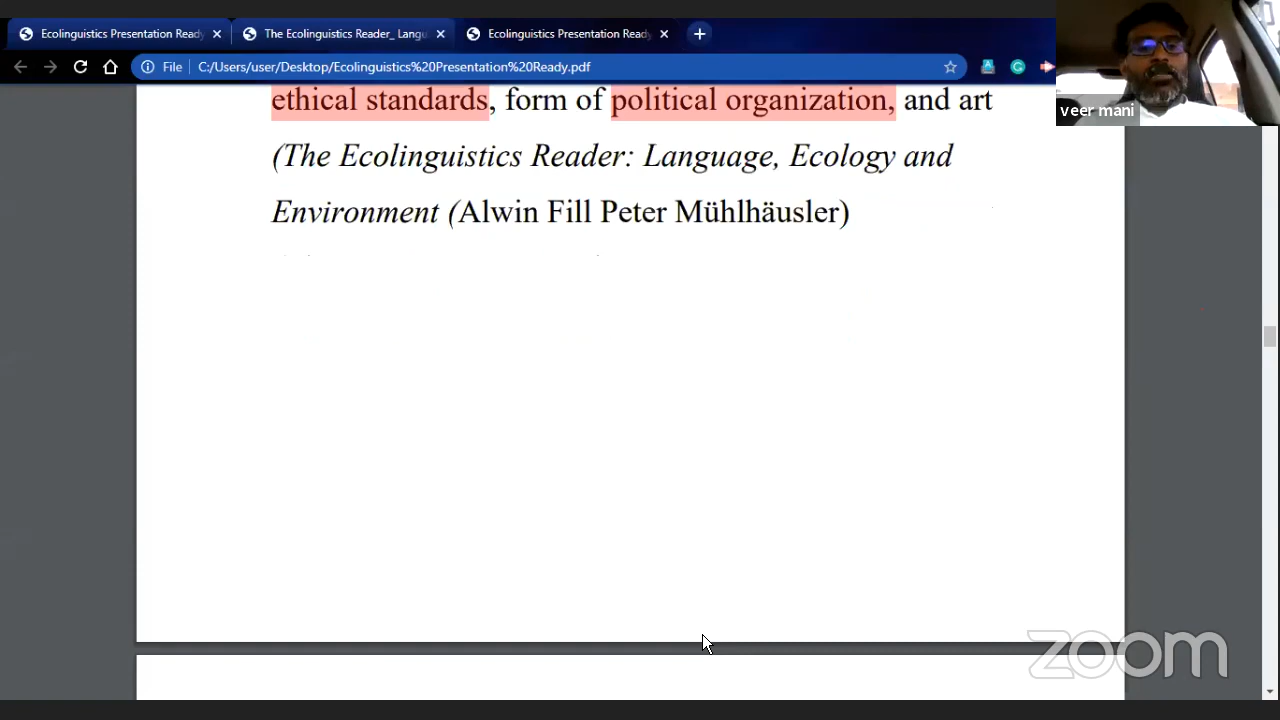 Ecolinguistics Presentation Ready
The Ecolinguistics Reader_ Langu
Ecolinguistics Presentation Ready
File
C:/Users/user/Desktop/Ecolinguistics%20Presentation%20Ready.pdf
veer mani
ethical standards, form of political organization, and art
(The Ecolinguistics Reader: Language, Ecology and
Environment (Alwin Fill Peter Mühlhäusler)
zoom